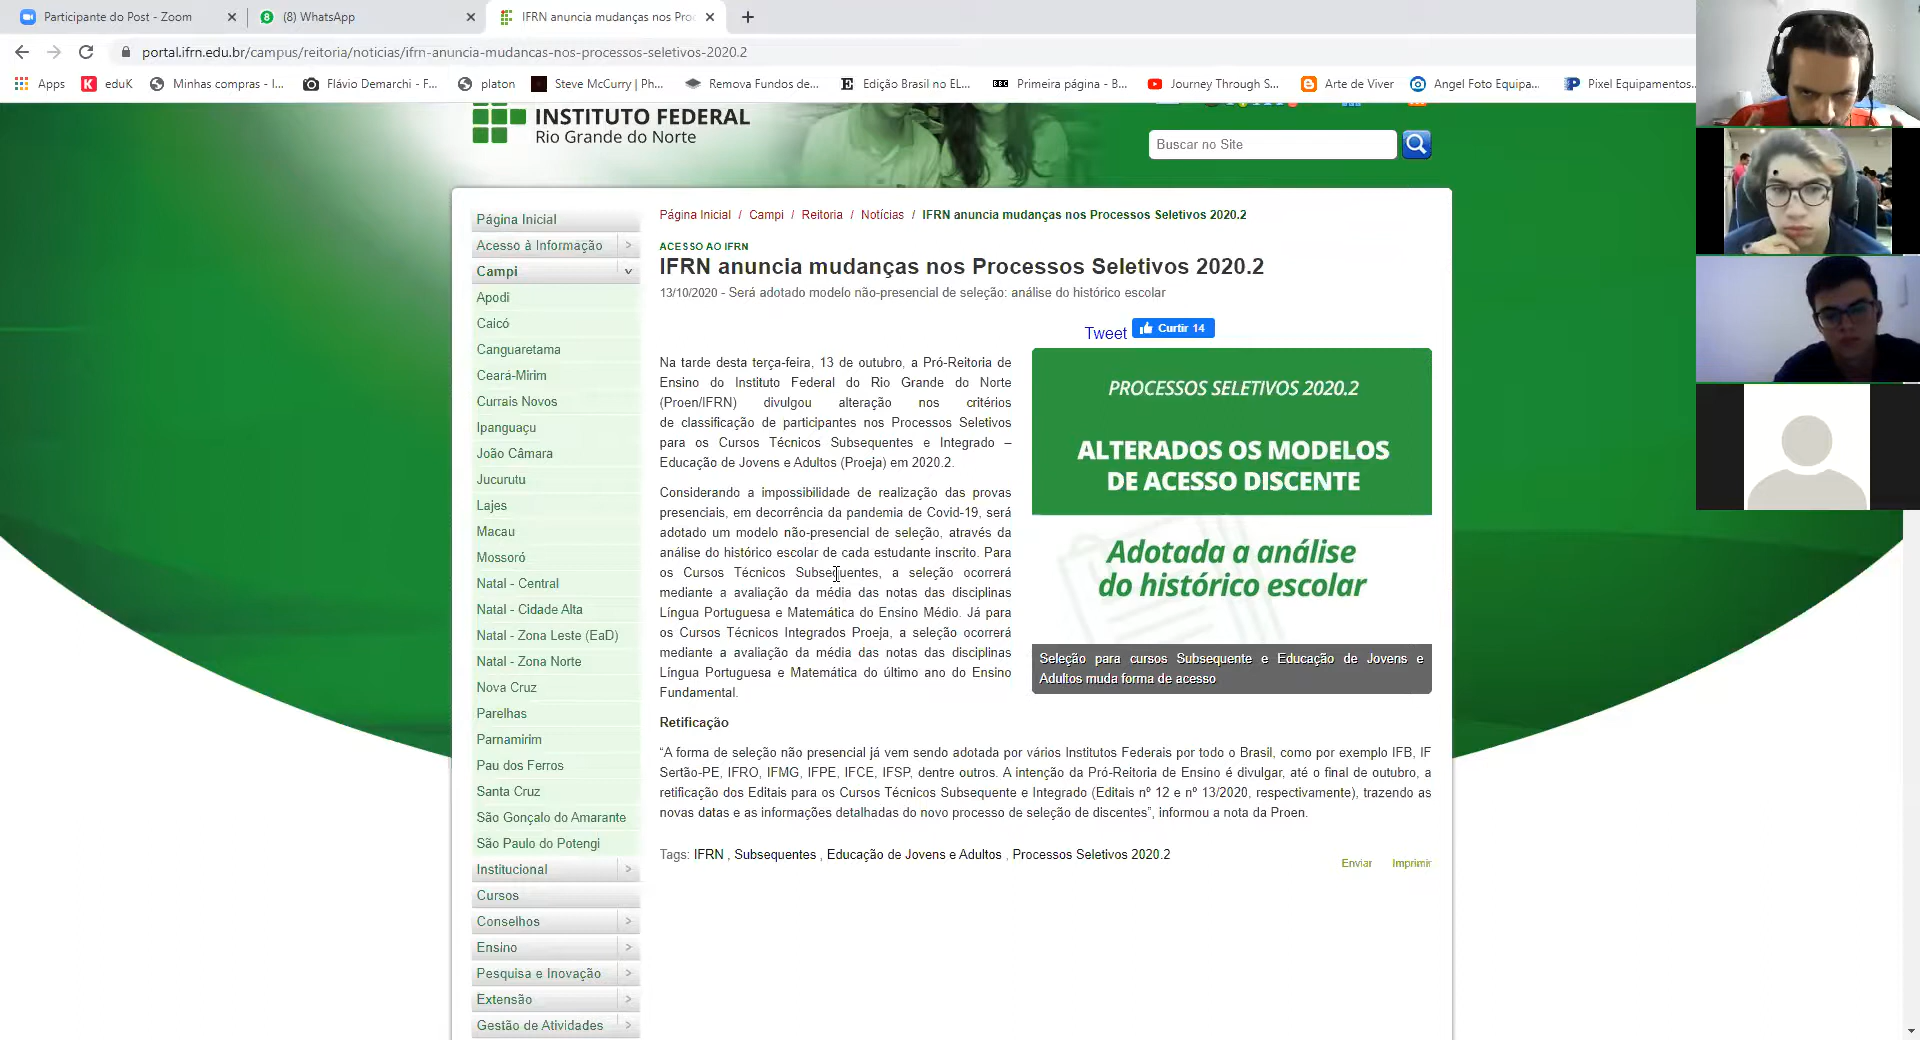 Participante do Post - Zoom
(8) WhatsApp
IFRN anuncia mudanças nos Proc
portal.ifrn.edu.br/campus/reitoria/noticias/ifrn-anuncia-mudancas-nos-processos-seletivos-2020.2
Apps
eduK
Minhas compras - I...
Flávio Demarchi - F...
platon
Steve McCurry | Ph...
Remova Fundos de...
Edição Brasil no EL...
Primeira página - B...
Journey Through S...
Arte de Viver
Angel Foto Equipa...
Pixel Equipamentos...
INSTITUTO FEDERAL
Rio Grande do Norte
Buscar no Site
Página Inicial / Campi / Reitoria / Notícias / IFRN anuncia mudanças nos Processos Seletivos 2020.2
Página Inicial
Acesso à Informação
Campi
Apodi
Caicó
Canguaretama
Ceará-Mirim
Currais Novos
Ipanguaçu
João Câmara
Jucurutu
Lajes
Macau
Mossoró
Natal - Central
Natal - Cidade Alta
Natal - Zona Leste (EaD)
Natal - Zona Norte
Nova Cruz
Parelhas
Parnamirim
Pau dos Ferros
Santa Cruz
São Gonçalo do Amarante
São Paulo do Potengi
Institucional
Cursos
Conselhos
Ensino
Pesquisa e Inovação
Extensão
Gestão de Atividades
ACESSO AO IFRN
IFRN anuncia mudanças nos Processos Seletivos 2020.2
13/10/2020 - Será adotado modelo não-presencial de seleção: análise do histórico escolar
Tweet
Curtir 14
Na tarde desta terça-feira, 13 de outubro, a Pró-Reitoria de
Ensino do Instituto Federal do Rio Grande do Norte
(Proen/IFRN) divulgou alteração nos critérios
de classificação de participantes nos Processos Seletivos
para os Cursos Técnicos Subsequentes e Integrado –
Educação de Jovens e Adultos (Proeja) em 2020.2.
Considerando a impossibilidade de realização das provas
presenciais, em decorrência da pandemia de Covid-19, será
adotado um modelo não-presencial de seleção, através da
análise do histórico escolar de cada estudante inscrito. Para
os Cursos Técnicos Subsequentes, a seleção ocorrerá
mediante a avaliação da média das notas das disciplinas
Língua Portuguesa e Matemática do Ensino Médio. Já para
os Cursos Técnicos Integrados Proeja, a seleção ocorrerá
mediante a avaliação da média das notas das disciplinas
Língua Portuguesa e Matemática do último ano do Ensino
Fundamental.
PROCESSOS SELETIVOS 2020.2
ALTERADOS OS MODELOS
DE ACESSO DISCENTE
Adotada a análise
do histórico escolar
Seleção para cursos Subsequente e Educação de Jovens e
Adultos muda forma de acesso
Retificação
“A forma de seleção não presencial já vem sendo adotada por vários Institutos Federais por todo o Brasil, como por exemplo IFB, IF
Sertão-PE, IFRO, IFMG, IFPE, IFCE, IFSP, dentre outros. A intenção da Pró-Reitoria de Ensino é divulgar, até o final de outubro, a
retificação dos Editais para os Cursos Técnicos Subsequente e Integrado (Editais nº 12 e nº 13/2020, respectivamente), trazendo as
novas datas e as informações detalhadas do novo processo de seleção de discentes”, informou a nota da Proen.
Tags: IFRN , Subsequentes , Educação de Jovens e Adultos , Processos Seletivos 2020.2
Enviar
Imprimir